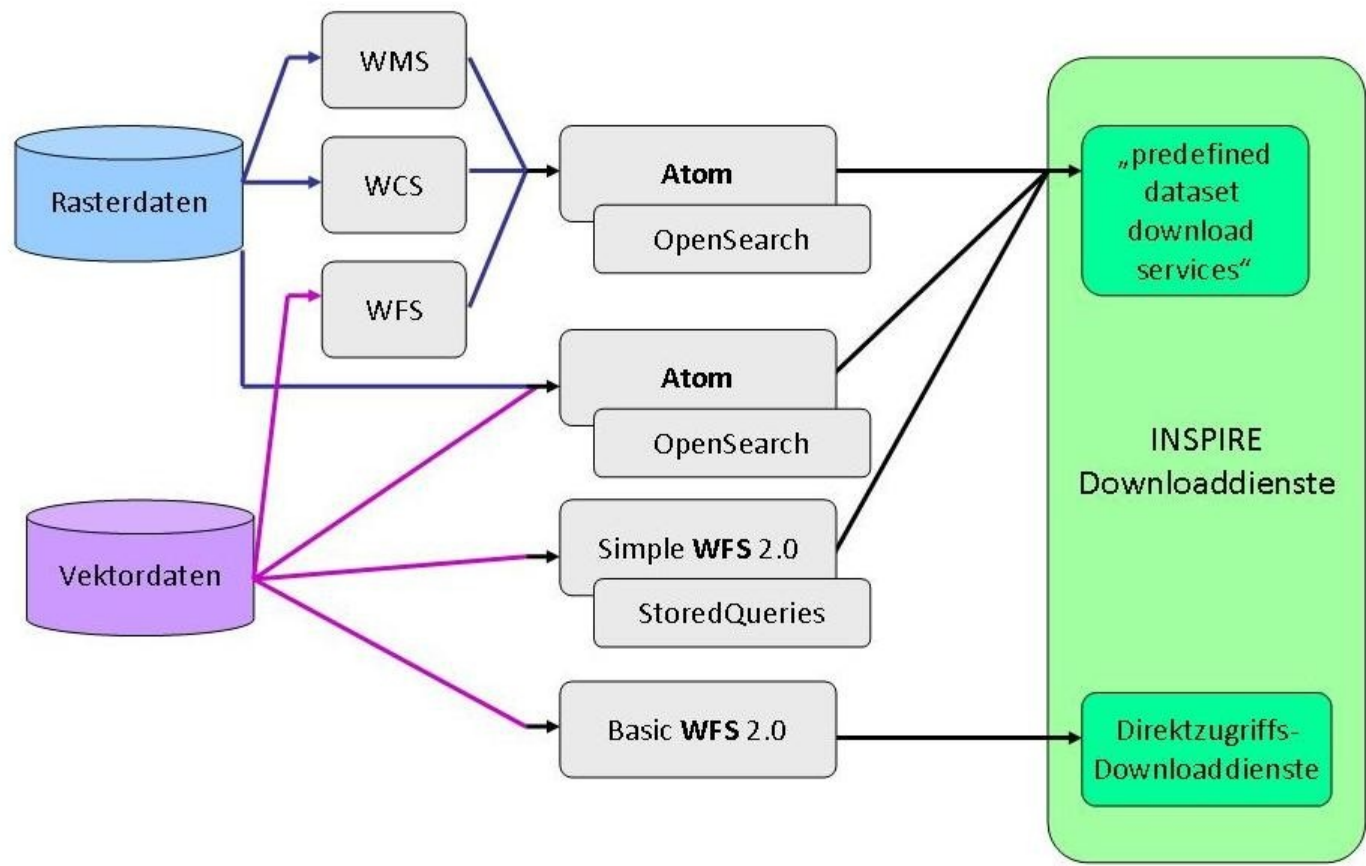 WMS
WCS
WFS
Rasterdaten
Vektordaten
Atom
OpenSearch
Atom
OpenSearch
Simple WFS 2.0
StoredQueries
Basic WFS 2.0
„predefined
dataset
download
services“
INSPIRE
Downloaddienste
Direktzugriffs-
Downloaddienste